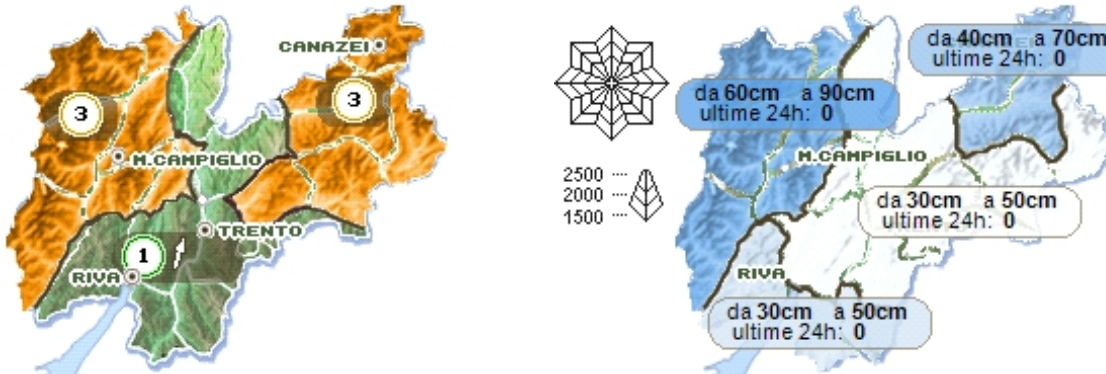 CANAZEI
3
3
M.CAMPIGLIO
TRENTO
1
RIVA
da 40cm a 70cm
ultime 24h: 0
da 60cm a 90cm
ultime 24h: 0
M.CAMPIGLIO
2500
2000
1500
da 30cm a 50cm
ultime 24h: 0
RIVA
da 30cm a 50cm
ultime 24h: 0